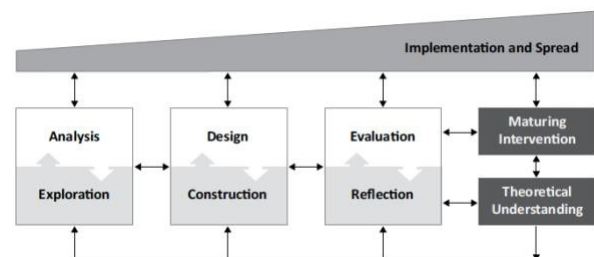 Implementation and Spread
Analysis
Exploration
Design
Construction
Evaluation
Reflection
Maturing
Intervention
Theoretical
Understanding